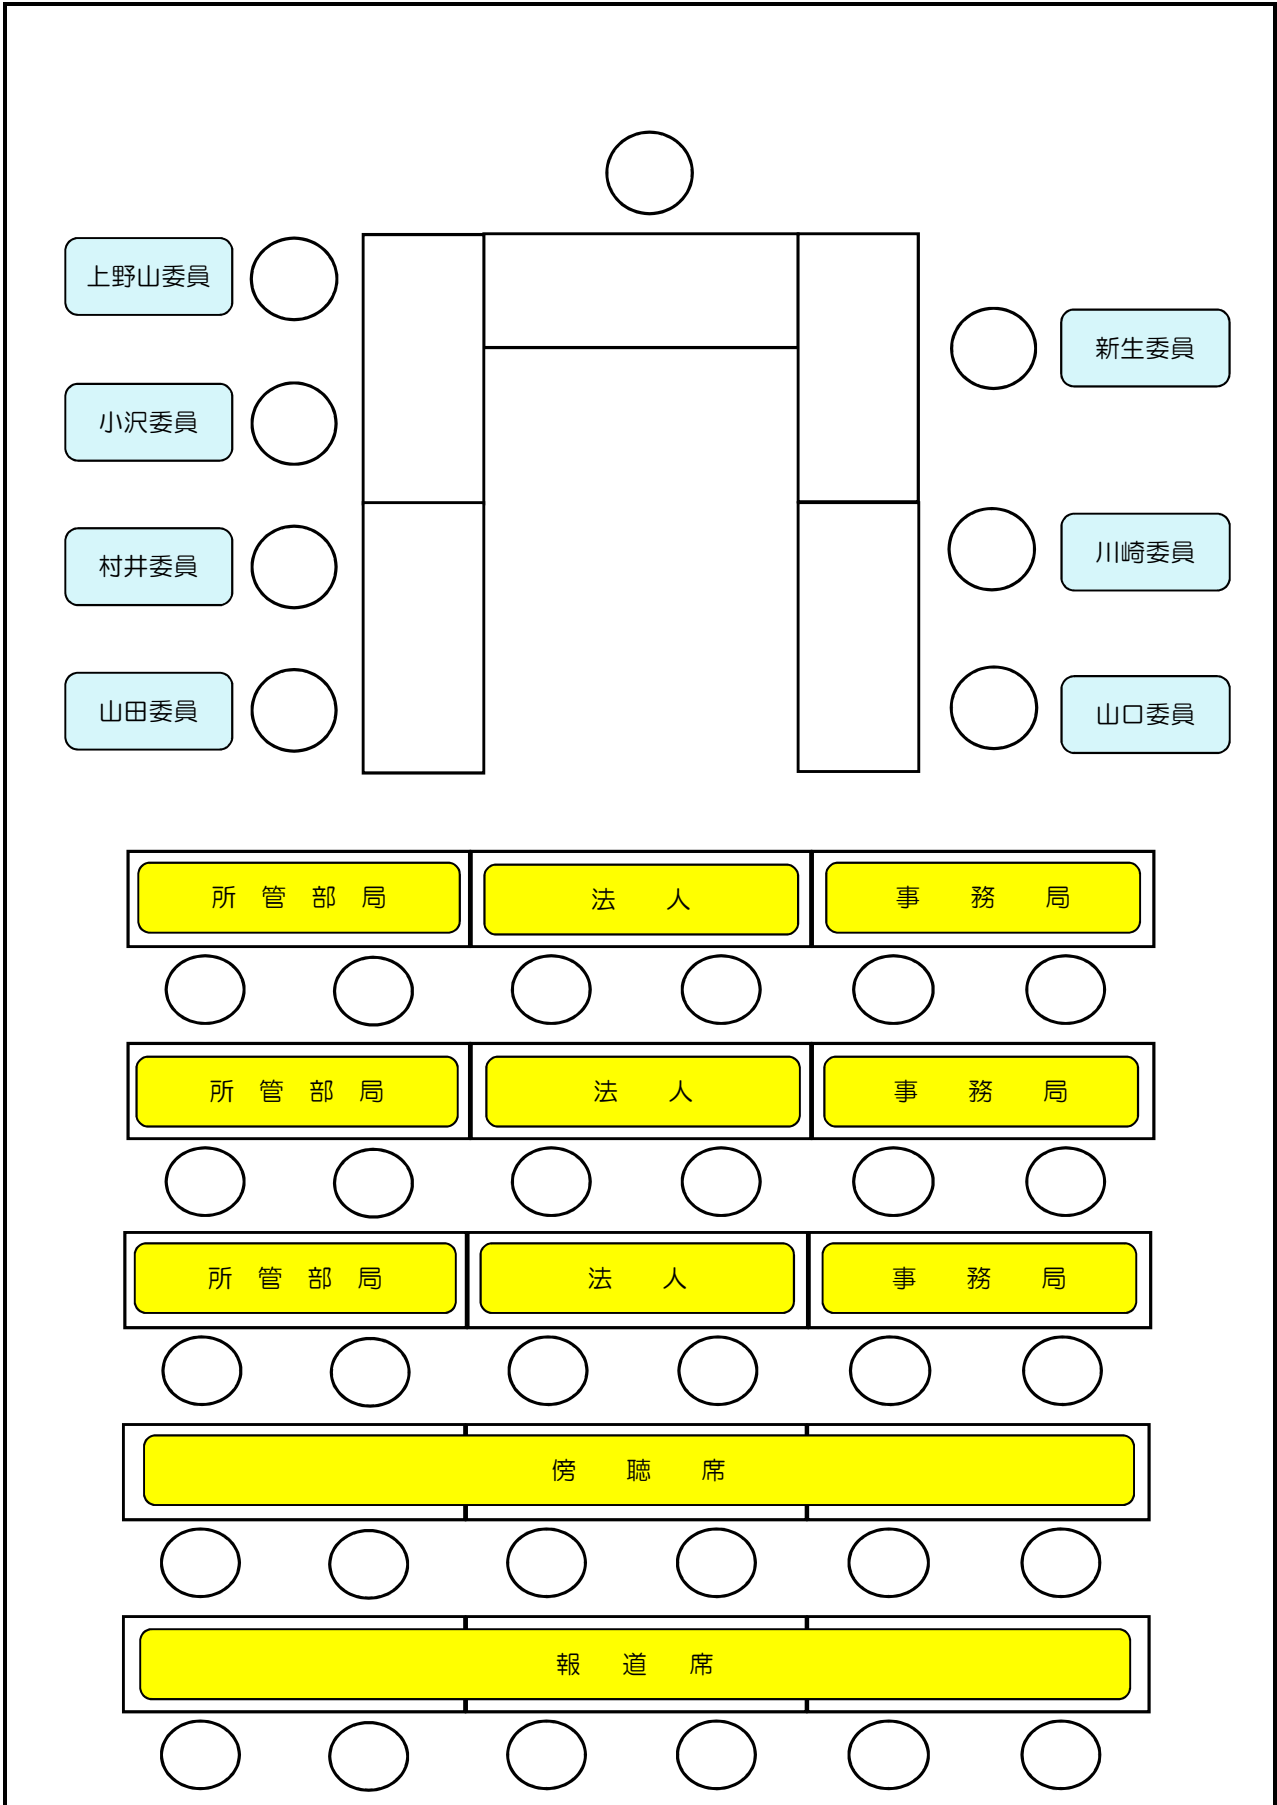 上野山委員
新生委員
小沢委員
村井委員
川崎委員
山田委員
山口委員
所　管　部　局
法　　人
事　　務　　局
所　管　部　局
法　　人
事　　務　　局
所　管　部　局
法　　人
事　　務　　局
傍　　聴　　席
報　　道　　席